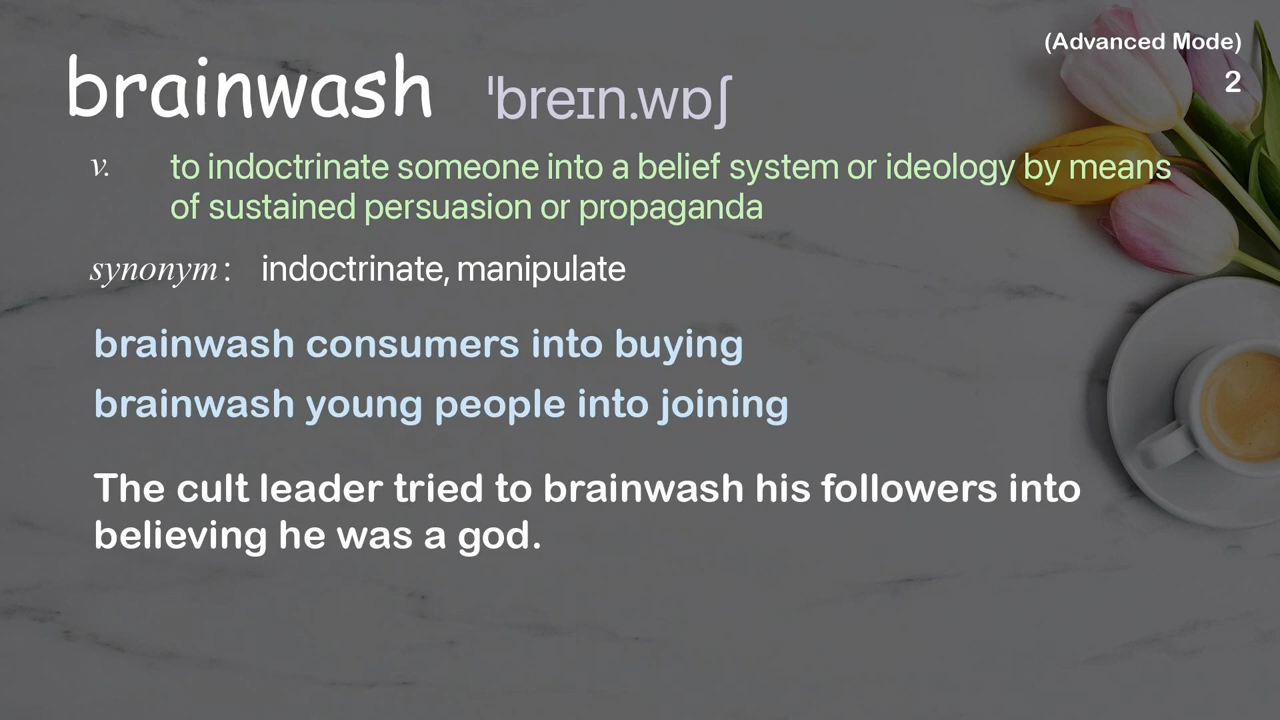 (Advanced Mode)
2
brainwash ˈbreɪn.wɒʃ
v. to indoctrinate someone into a belief system or ideology by means
of sustained persuasion or propaganda
synonym: indoctrinate, manipulate
brainwash consumers into buying
brainwash young people into joining
The cult leader tried to brainwash his followers into
believing he was a god.